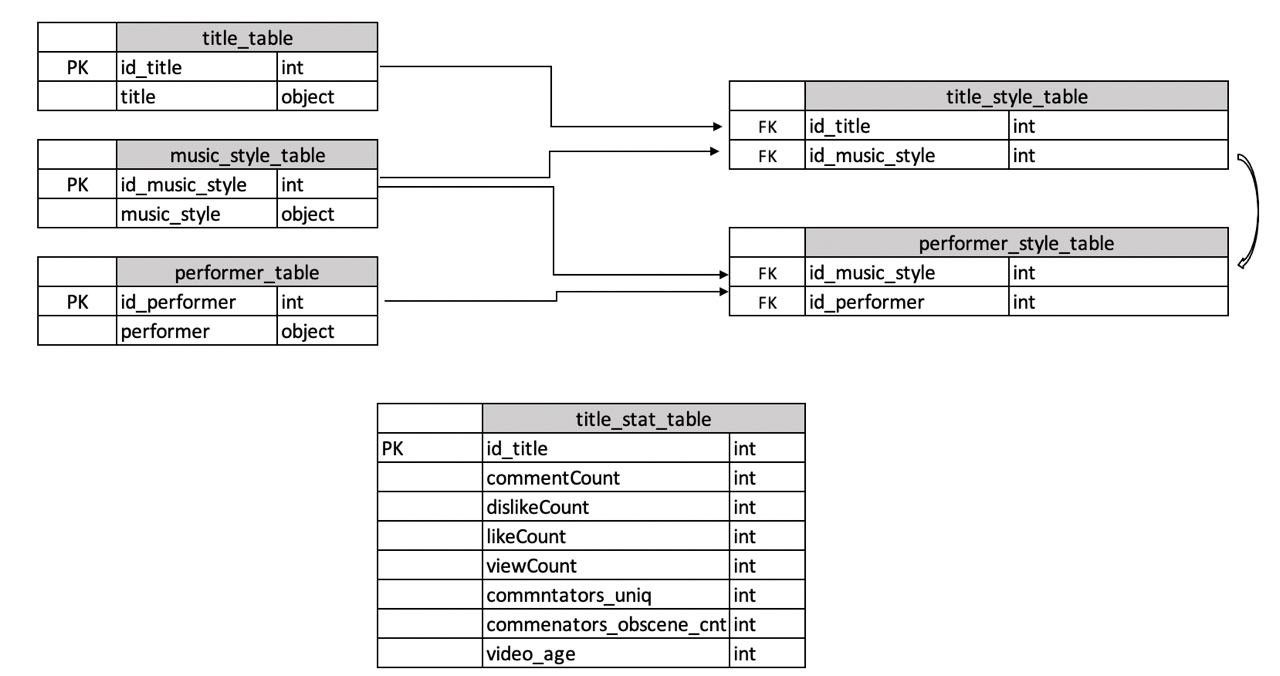 title_table
PK id_title int
title object
music_style_table
PK id_music_style int
music_style object
performer_table
PK id_performer int
performer object
title_style_table
FK id_title int
FK id_music_style int
performer_style_table
FK id_music_style int
FK id_performer int
title_stat_table
PK id_title int
commentCount int
dislikeCount int
likeCount int
viewCount int
commntators_uniq int
commenators_obscene_cnt int
video_age int